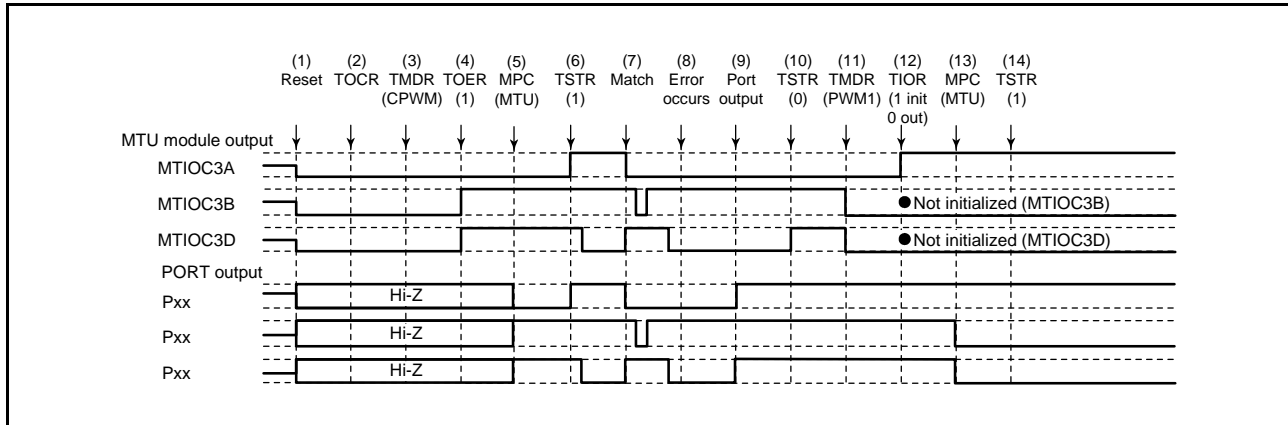 (1) (2) (3) (4) (5) (6) (7) (8) (9) (10) (11) (12) (13) (14)
Reset TOCR TMDR TOER MPC TSTR Match Error Port TSTR TMDR TIOR MPC TSTR
(CPWM) (1) (MTU) (1) occurs output (0) (PWM1) (1 init (MTU) (1)
0 out)
MTU module output
MTIOC3A
MTIOC3B ●Not initialized (MTIOC3B)
MTIOC3D ●Not initialized (MTIOC3D)
PORT output
Pxx Hi-Z
Pxx Hi-Z
Pxx Hi-Z